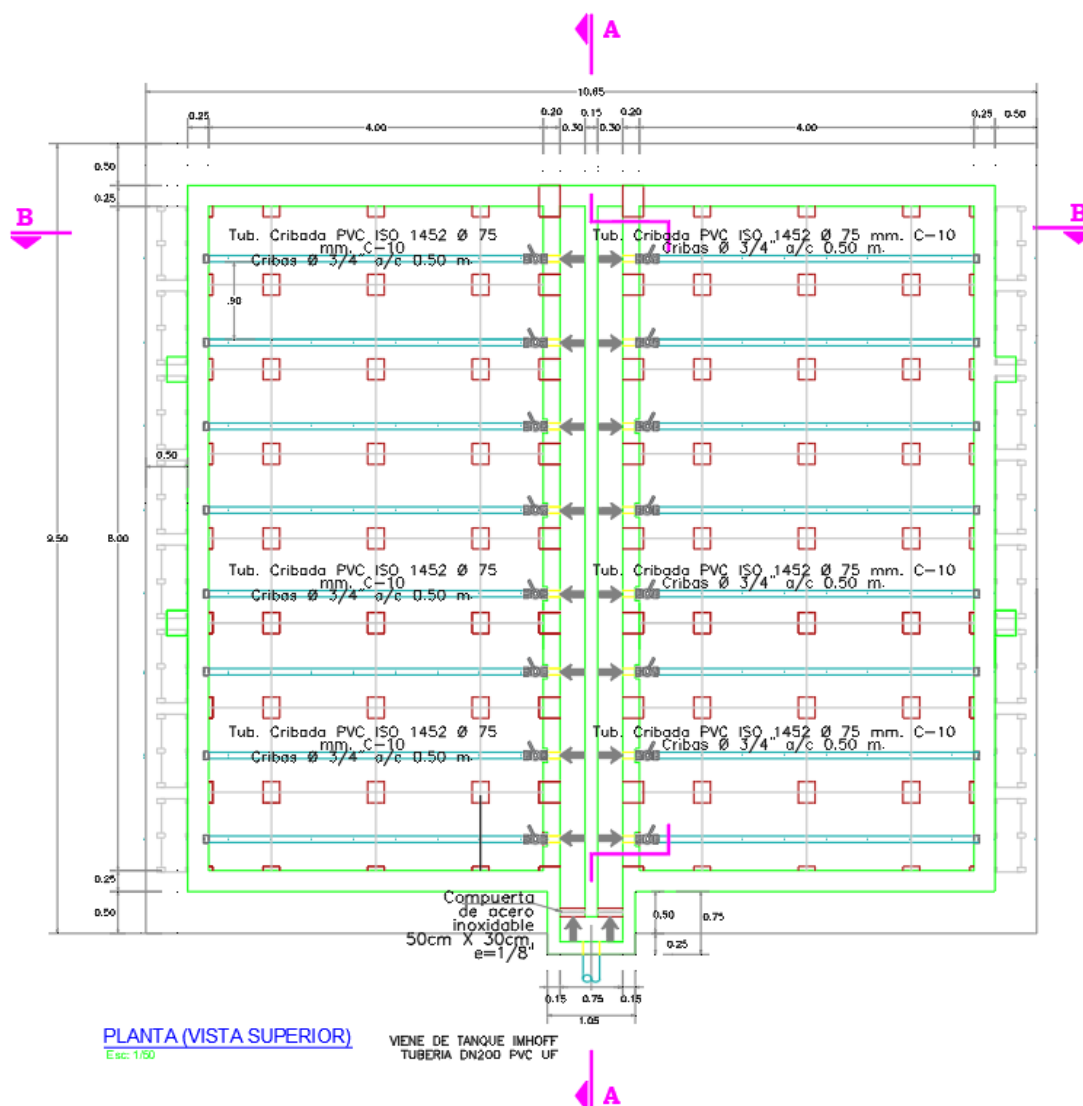 A
10.65
0.25
4.00
0.20
0.15
0.20
0.30
0.30
4.00
0.25
0.50
0.50
0.25
B
B
Tub. Cribada PVC ISO 1452 Ø 75
mm. C-10
Cribas Ø 3/4" a/c 0.50 m.
Tub. Cribada PVC ISO 1452 Ø 75 mm. C-10
Cribas Ø 3/4" a/c 0.50 m.
.90
0.50
9.50
8.00
Tub. Cribada PVC ISO 1452 Ø 75
mm. C-10
Cribas Ø 3/4" a/c 0.50 m.
Tub. Cribada PVC ISO 1452 Ø 75 mm. C-10
Cribas Ø 3/4" a/c 0.50 m.
Tub. Cribada PVC ISO 1452 Ø 75
mm. C-10
Cribas Ø 3/4" a/c 0.50 m.
Tub. Cribada PVC ISO 1452 Ø 75 mm. C-10
Cribas Ø 3/4" a/c 0.50 m.
0.25
0.50
Compuerta
de acero
inoxidable
50cm X 30cm,
e=1/8"
0.50
0.75
0.25
0.15
0.75
0.15
1.05
PLANTA (VISTA SUPERIOR)
Esc: 1/50
VIENE DE TANQUE IMHOFF
TUBERIA DN200 PVC UF
A